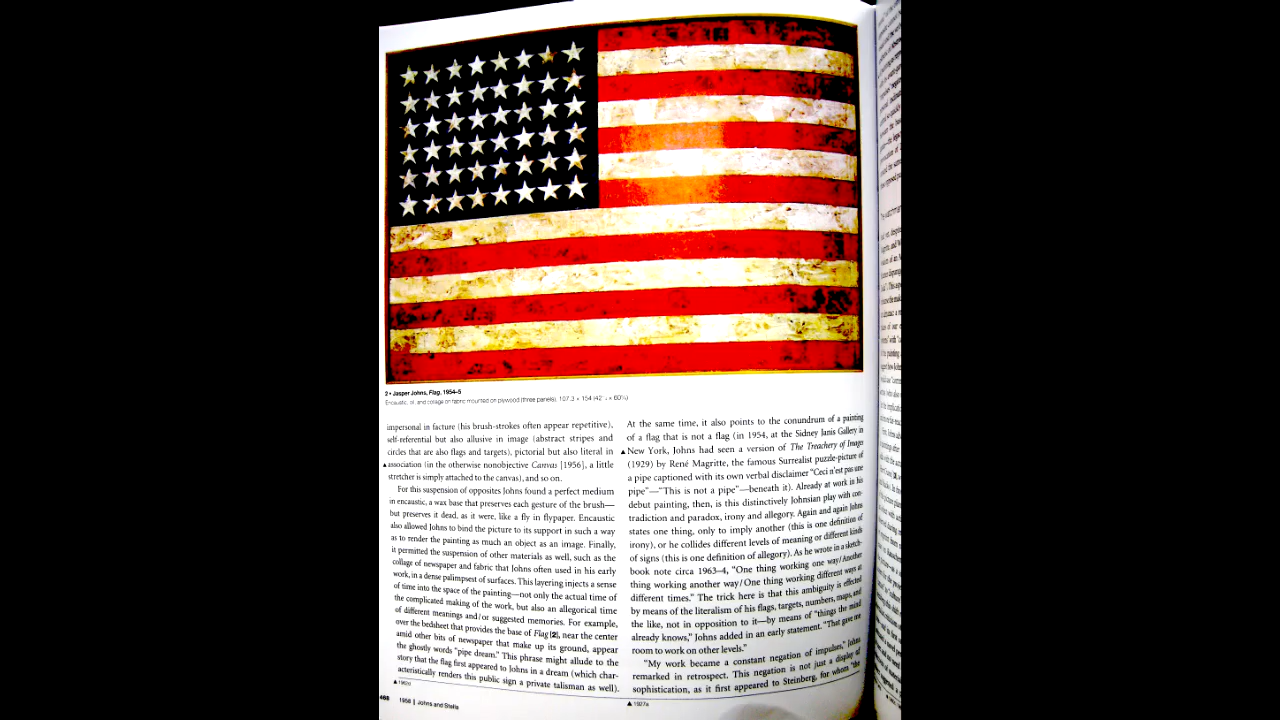 2 • Jasper Johns, Flag, 1954–5
Encaustic, oil, and collage on fabric mounted on plywood (three panels), 107.3 × 154
impersonal in facture (his brush-strokes often appear repetitive),
self-referential but also allusive in image (abstract stripes and
circles that are also flags and targets), pictorial but also literal in
▲ association (in the otherwise nonobjective Canvas [1956], a little
stretcher is simply attached to the canvas), and so on.
For this suspension of opposites Johns found a perfect medium
in encaustic, a wax base that preserves each gesture of the brush—
but preserves it dead, as it were, like a fly in flypaper. Encaustic
also allowed Johns to bind the picture to its support in such a way
as to render the painting as much an object as an image. Finally,
it permitted the suspension of other materials as well, such as the
collage of newspaper and fabric that Johns often used in his early
work, in a dense palimpsest of surfaces. This layering injects a sense
of time into the space of the painting—not only the actual time of
the complicated making of the work, but also an allegorical time
of different meanings and/or suggested memories. For example,
over the bedsheet that provides the base of Flag [2], near the center
amid other bits of newspaper that make up its ground, appear
the ghostly words "pipe dream." This phrase might allude to the
story that the flag first appeared to Johns in a dream (which char-
acteristically renders this public sign a private talisman as well).
At the same time, it also points to the conundrum of a painting
of a flag that is not a flag (in 1954, at the Sidney Janis Gallery in
▲ New York, Johns had seen a version of The Treachery of Images
(1929) by René Magritte, the famous Surrealist puzzle-picture of
a pipe captioned with its own verbal disclaimer "Ceci n'est pas une
pipe"—"This is not a pipe"—beneath it). Already at work in his
debut painting, then, is this distinctively Johnsian play with con-
tradiction and paradox, irony and allegory. Again and again Johns
states one thing, only to imply another (this is one definition of
irony), or he collides different levels of meaning or different kinds
of signs (this is one definition of allegory). As he wrote in a sketch-
book note circa 1963–4, "One thing working one way/Another
thing working another way/One thing working different ways at
different times." The trick here is that this ambiguity is effected
by means of the literalism of his flags, targets, numbers, maps, and
the like, not in opposition to it—by means of "things the mind
already knows," Johns added in an early statement. "That gave me
room to work on other levels."
"My work became a constant negation of impulses," Johns
remarked in retrospect. This negation is not just a display of
sophistication, as it first appeared to Steinberg, for whom "the
▲ 1927a
468 1958 | Johns and Stella